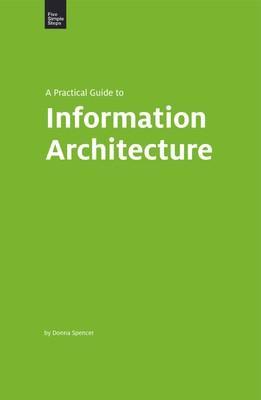 Five
Simple
Steps
A Practical Guide to
Information
Architecture
by Donna Spencer